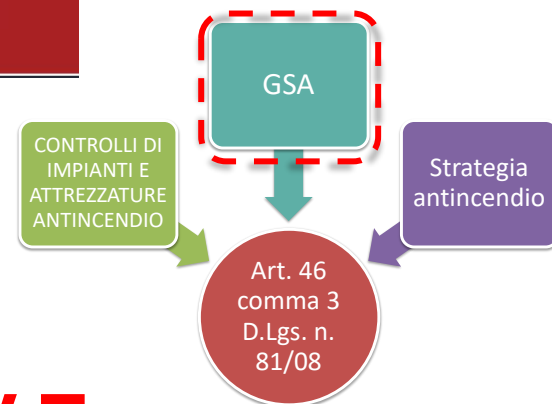 GSA
CONTROLLI DI
IMPIANTI E
ATTREZZATURE
ANTINCENDIO
Strategia
antincendio
Art. 46
comma 3
D.Lgs. n.
81/08